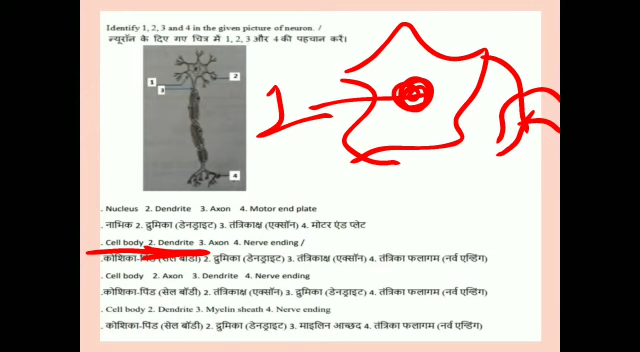 Identify 1, 2, 3 and 4 in the given picture of neuron. /
न्यूरॉन के दिए गए चित्र में 1, 2, 3 और 4 की पहचान करें।
1
2
3
4
1
. Nucleus 2. Dendrite 3. Axon 4. Motor end plate
. नाभिक 2. द्रुमिका (डेनड्राइट) 3. तंत्रिकाक्ष (एक्सॉन) 4. मोटर एंड प्लेट
. Cell body 2. Dendrite 3. Axon 4. Nerve ending /
. कोशिका-पिंड (सेल बॉडी) 2. द्रुमिका (डेनड्राइट) 3. तंत्रिकाक्ष (एक्सॉन) 4. तंत्रिका फलागम (नर्व एन्डिंग)
. Cell body 2. Axon 3. Dendrite 4. Nerve ending
. कोशिका-पिंड (सेल बॉडी) 2. तंत्रिकाक्ष (एक्सॉन) 3. द्रुमिका (डेनड्राइट) 4. तंत्रिका फलागम (नर्व एन्डिंग)
. Cell body 2. Dendrite 3. Myelin sheath 4. Nerve ending
. कोशिका-पिंड (सेल बॉडी) 2. द्रुमिका (डेनड्राइट) 3. माइलिन आच्छद 4. तंत्रिका फलागम (नर्व एन्डिंग)